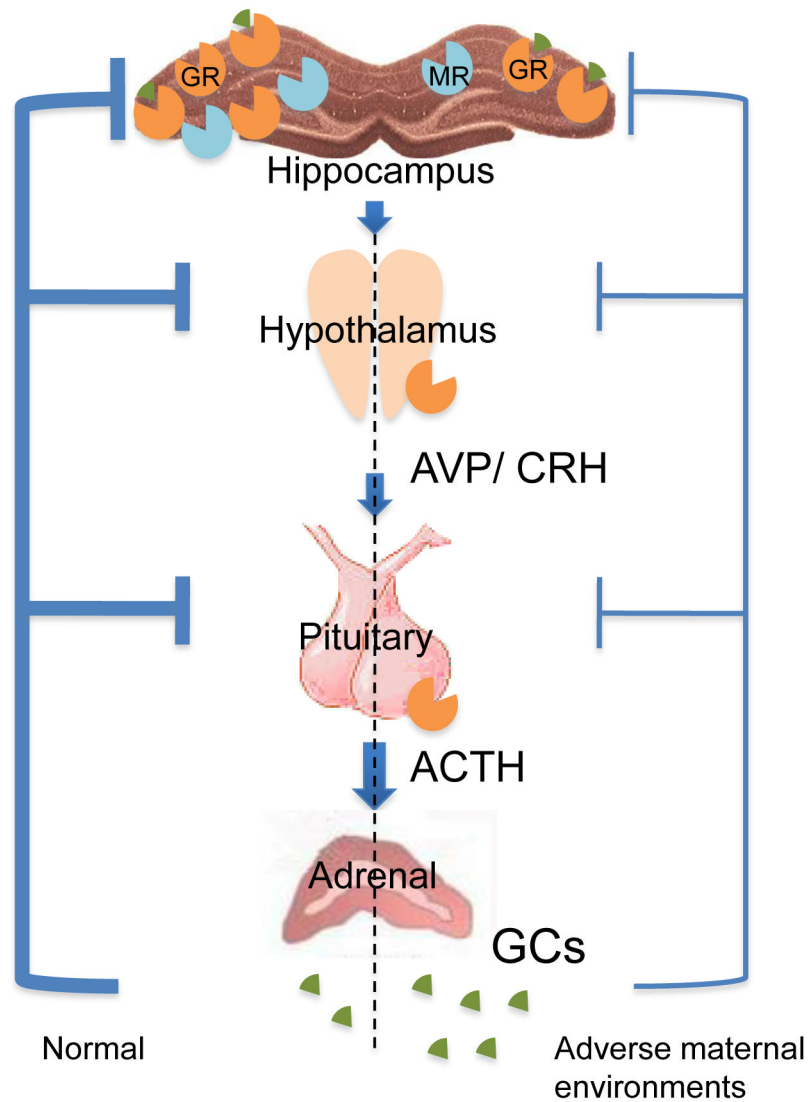 GR
MR
GR
Hippocampus
Hypothalamus
AVP/ CRH
Pituitary
ACTH
Adrenal
GCs
Normal
Adverse maternal
environments